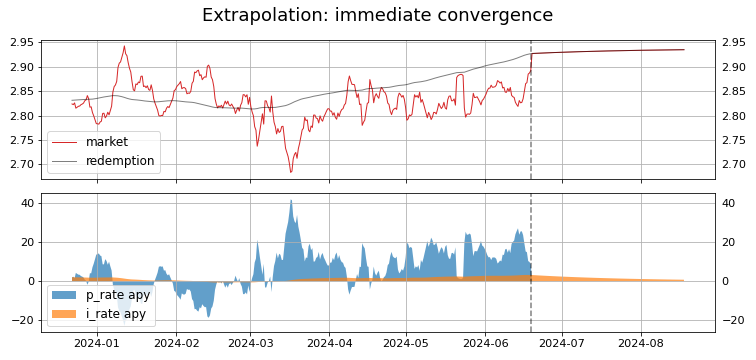 Extrapolation: immediate convergence
2.95 2.95
2.90 2.90
2.85 2.85
2.80 2.80
2.75 2.75
2.70 2.70
market
redemption
40 40
20 20
0 0
−20 −20
p_rate apy
i_rate apy
2024-01 2024-02 2024-03 2024-04 2024-05 2024-06 2024-07 2024-08